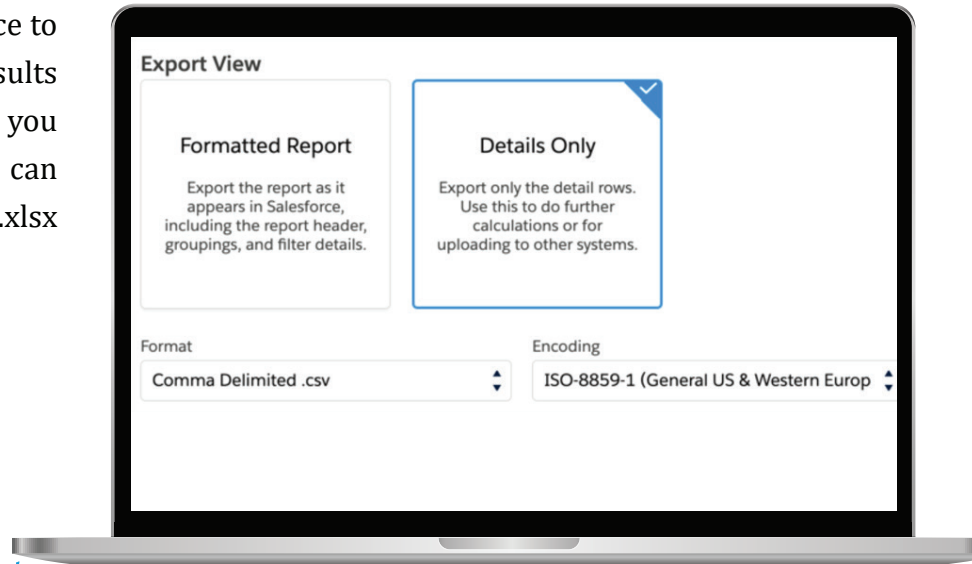 ce to
sults
you
can
.xlsx
Export View
Formatted Report
Export the report as it
appears in Salesforce,
including the report header,
groupings, and filter details.
Details Only
Export only the detail rows.
Use this to do further
calculations or for
uploading to other systems.
Format
Comma Delimited .csv
Encoding
ISO-8859-1 (General US & Western Europ